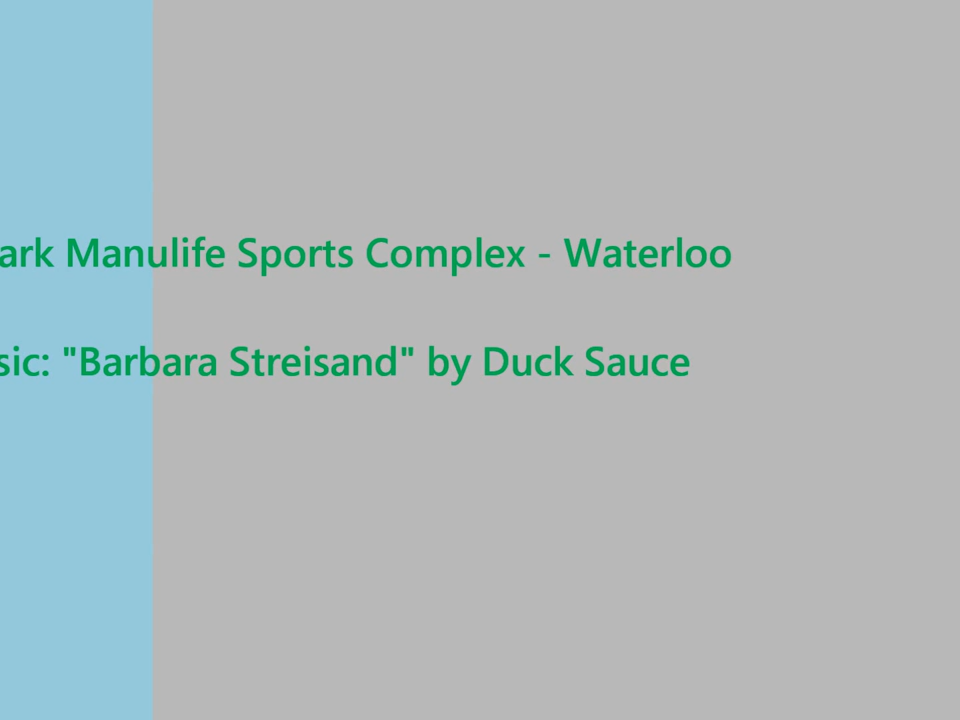 ark Manulife Sports Complex - Waterloo
sic: "Barbara Streisand" by Duck Sauce